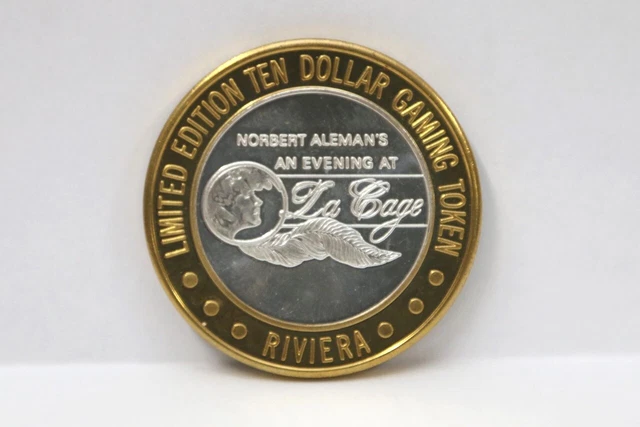 LIMITED EDITION TEN DOLLAR GAMING TOKEN
NORBERT ALEMAN'S
AN EVENING AT
La Cage
RIVIERA